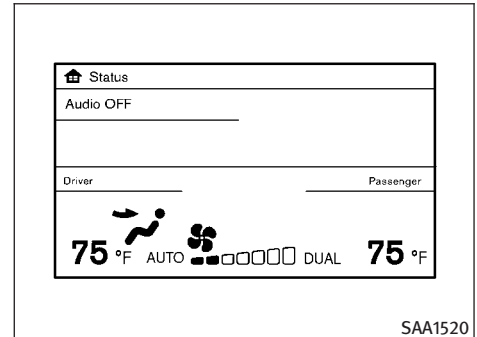 Status
Audio OFF
Driver Passenger
75 °F AUTO DUAL 75 °F
SAA1520